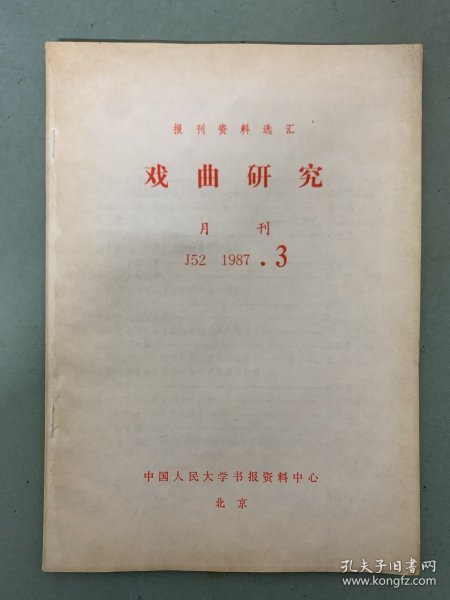 报刊资料选汇
戏曲研究
月刊
J52 1987.3
中国人民大学书报资料中心
北京
孔夫子旧书网
www.kongfz.com